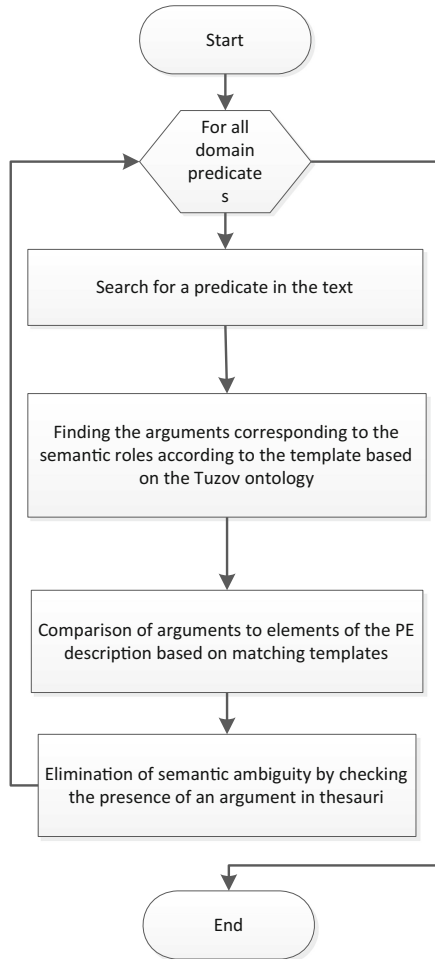 Start
For all
domain
predicate
s
Search for a predicate in the text
Finding the arguments corresponding to the
semantic roles according to the template based
on the Tuzov ontology
Comparison of arguments to elements of the PE
description based on matching templates
Elimination of semantic ambiguity by checking
the presence of an argument in thesauri
End